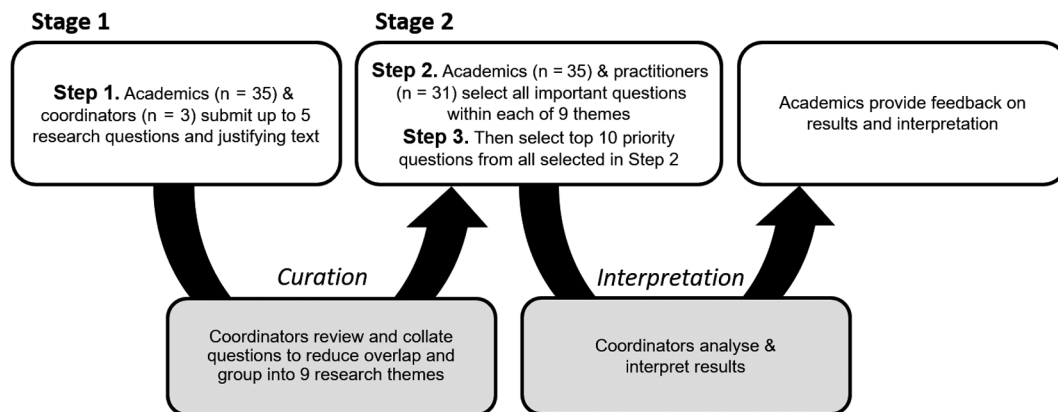 Stage 1
Step 1. Academics (n = 35) &
coordinators (n = 3) submit up to 5
research questions and justifying text
Stage 2
Step 2. Academics (n = 35) & practitioners
(n = 31) select all important questions
within each of 9 themes
Step 3. Then select top 10 priority
questions from all selected in Step 2
Academics provide feedback on
results and interpretation
Curation
Coordinators review and collate
questions to reduce overlap and
group into 9 research themes
Interpretation
Coordinators analyse &
interpret results